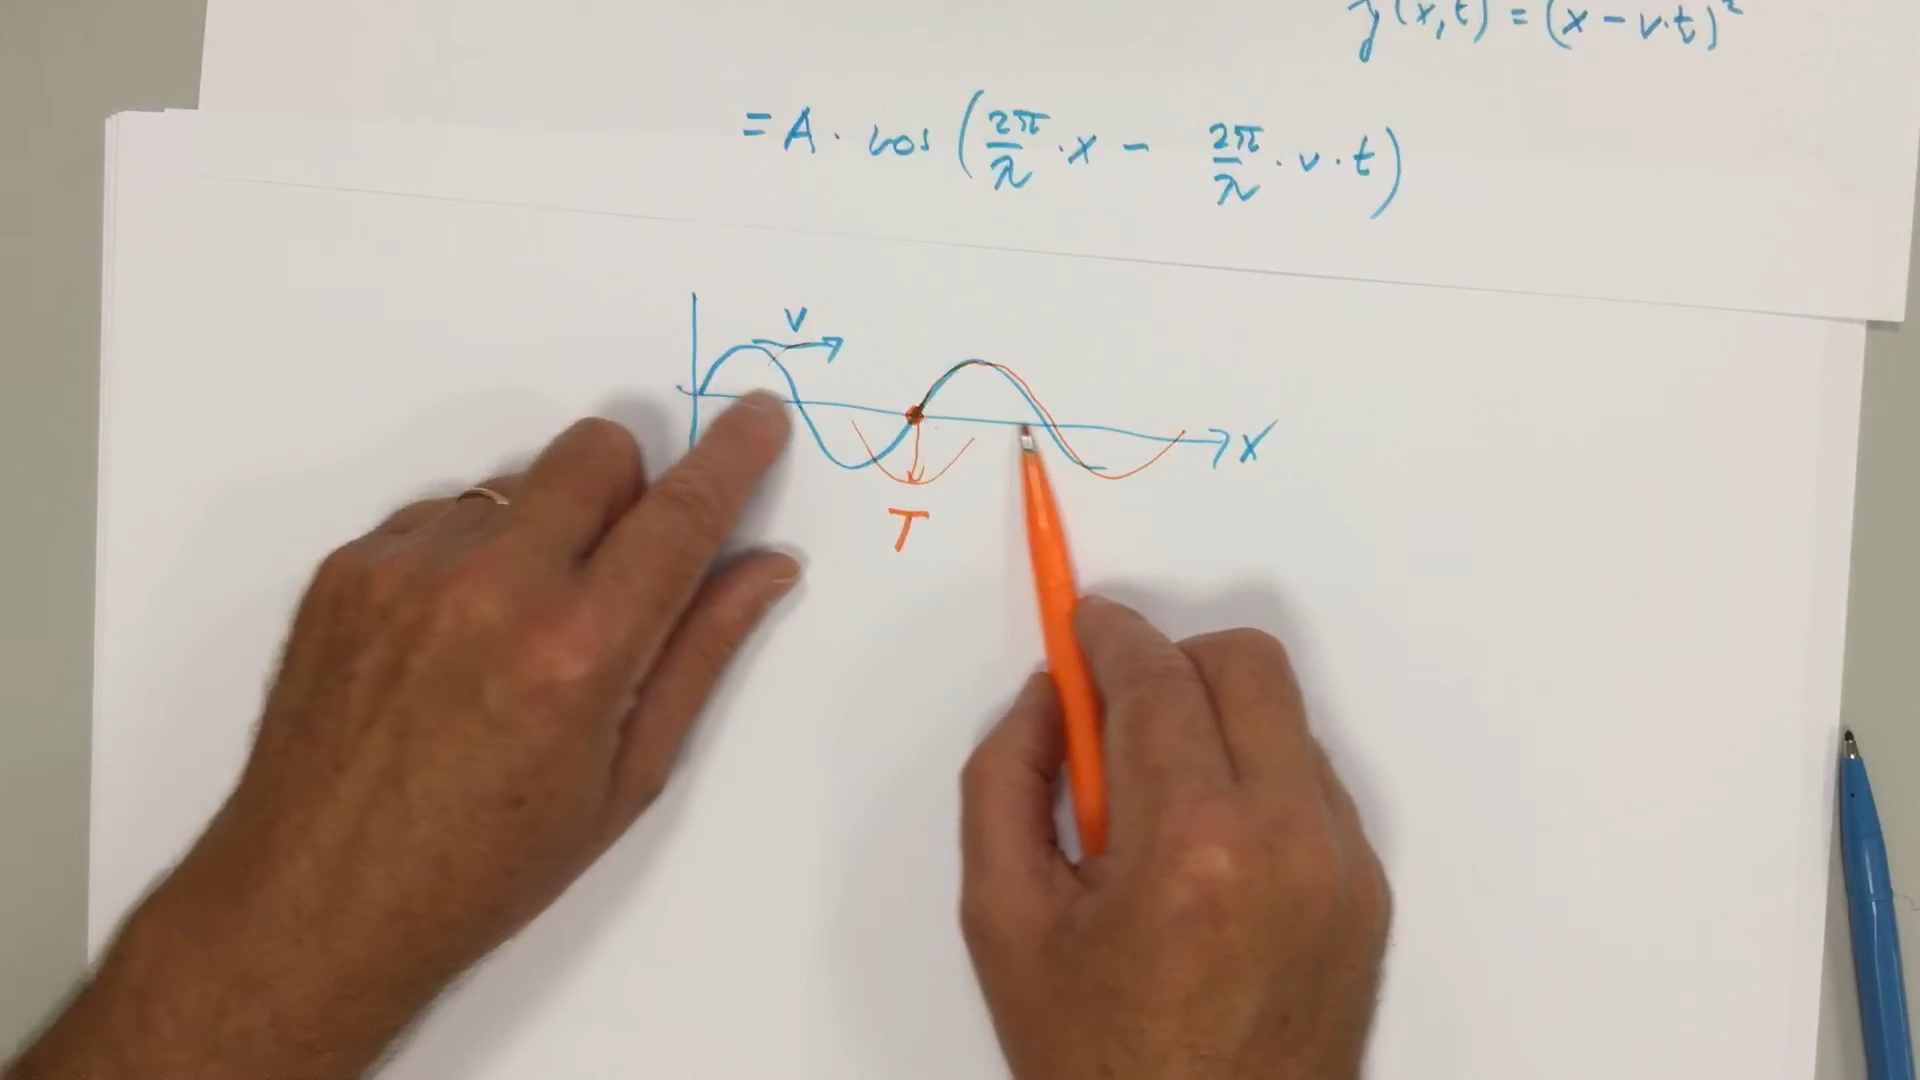 y(x,t) = (x - v·t)²
= A · cos (2π/λ · x - 2π/λ · v · t)
v
x
T